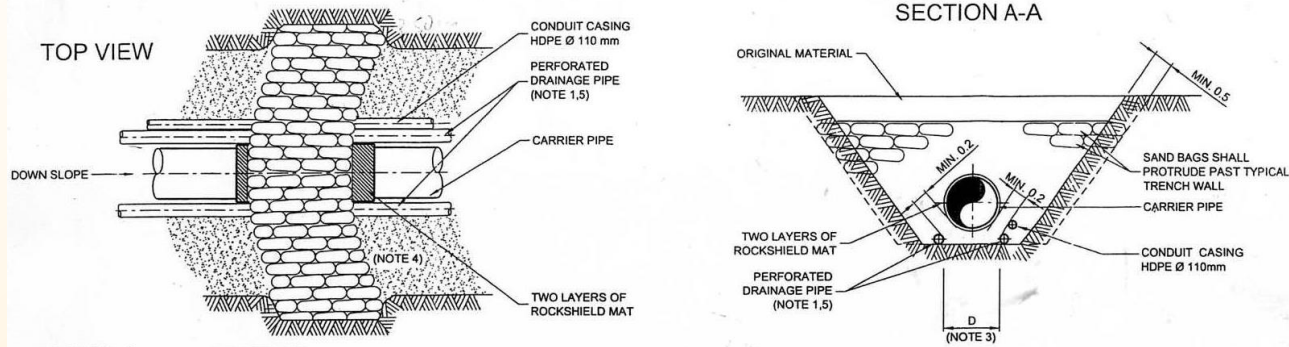 TOP VIEW
CONDUIT CASING
HDPE Ø 110 mm
PERFORATED
DRAINAGE PIPE
(NOTE 1,5)
CARRIER PIPE
DOWN SLOPE
(NOTE 4)
TWO LAYERS OF
ROCKSHIELD MAT
SECTION A-A
ORIGINAL MATERIAL
MIN. 0.5
MIN. 0.2
MIN. 0.2
SAND BAGS SHALL
PROTRUDE PAST TYPICAL
TRENCH WALL
CARRIER PIPE
TWO LAYERS OF
ROCKSHIELD MAT
CONDUIT CASING
HDPE Ø 110mm
PERFORATED
DRAINAGE PIPE
(NOTE 1,5)
D
(NOTE 3)